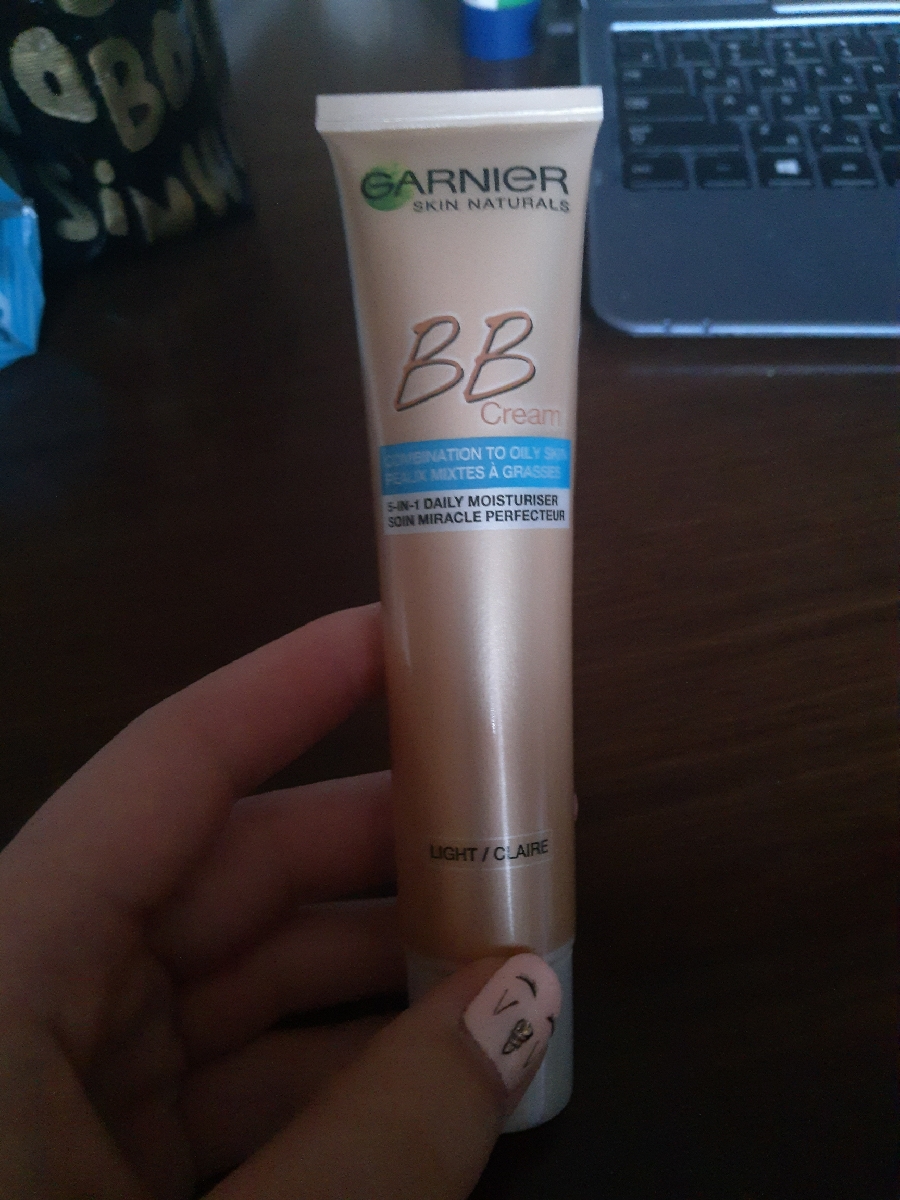 GARNIER
SKIN NATURALS
BB
Cream
COMBINATION TO OILY SKIN
PEAUX MIXTES À GRASSES
5-IN-1 DAILY MOISTURISER
SOIN MIRACLE PERFECTEUR
LIGHT / CLAIRE